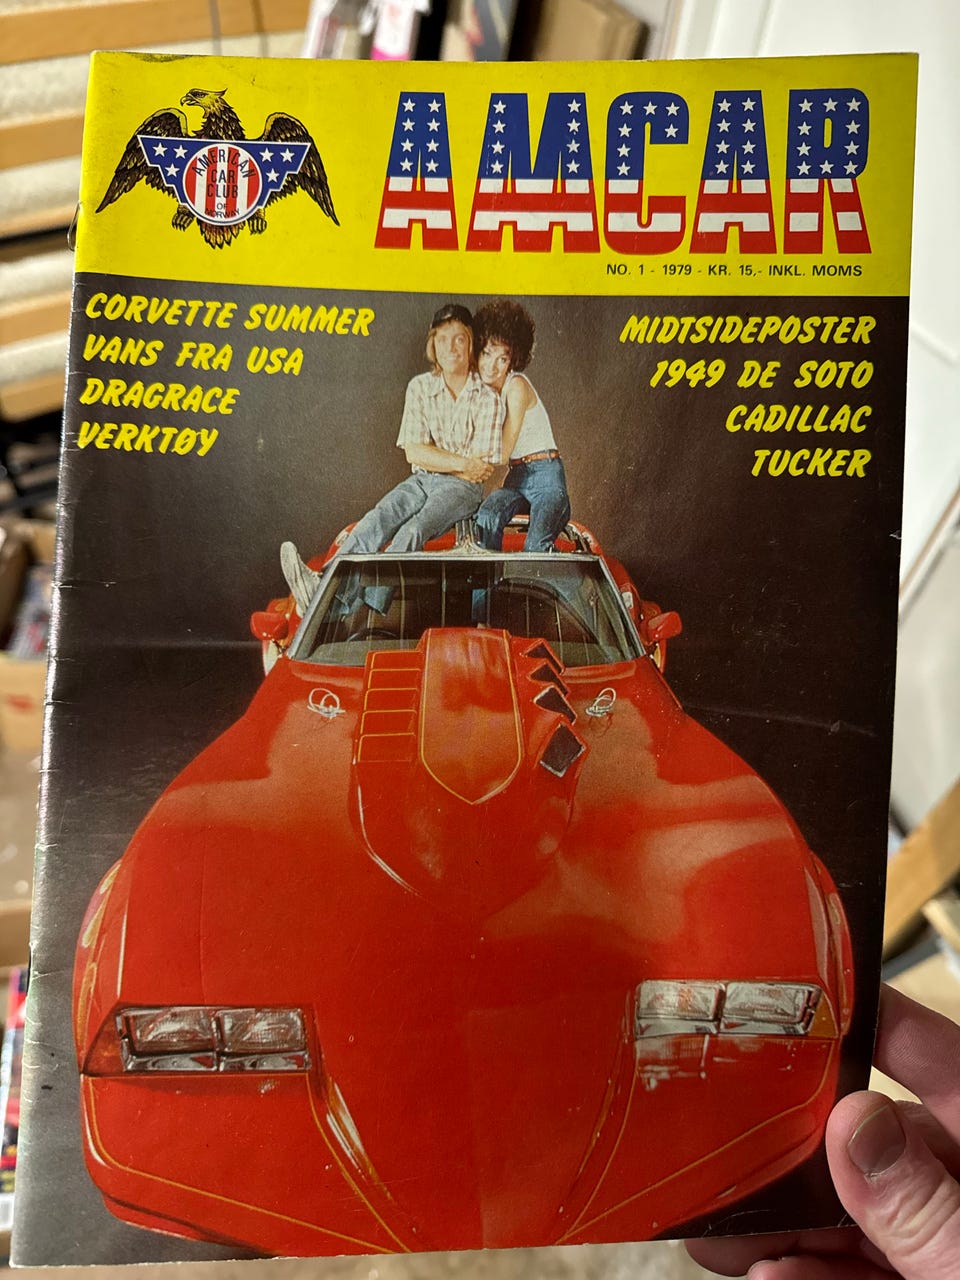 AMERICAN
CAR
CLUB
OF
NORWAY
AMCAR
NO. 1 - 1979 - KR. 15,- INKL. MOMS
CORVETTE SUMMER
VANS FRA USA
DRAGRACE
VERKTØY
MIDTSIDEPOSTER
1949 DE SOTO
CADILLAC
TUCKER